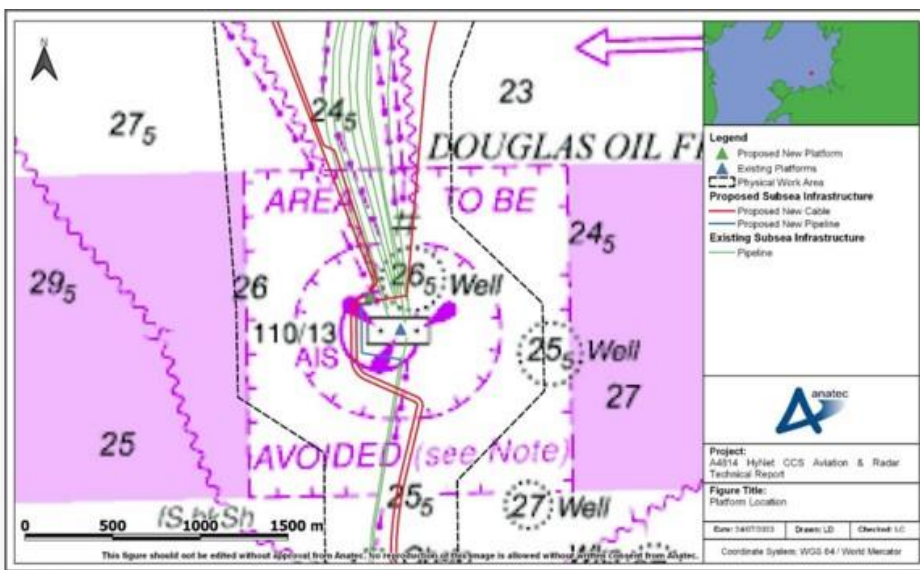 N
23
27₅
24₅
DOUGLAS OIL FI
AREA TO BE
24₅
29₅
26
26₅ Well
110/13
AIS
25₅ Well
27
25
AVOIDED (see Note)
25₅
27 Well
0 500 1000 1500 m
This figure should not be edited without approval from Anatec. No reproduction of this image is allowed without written consent from Anatec.
Legend
Proposed New Platform
Existing Platforms
Physical Work Area
Proposed Subsea Infrastructure
Proposed New Cable
Proposed New Pipeline
Existing Subsea Infrastructure
Pipeline
anatec
Project:
A4814 HyNet CCS Aviation & Radar
Technical Report
Figure Title:
Platform Location
Date: 24/07/2023 Drawn: LD Checked: LC
Coordinate System: WGS 84 / World Mercator